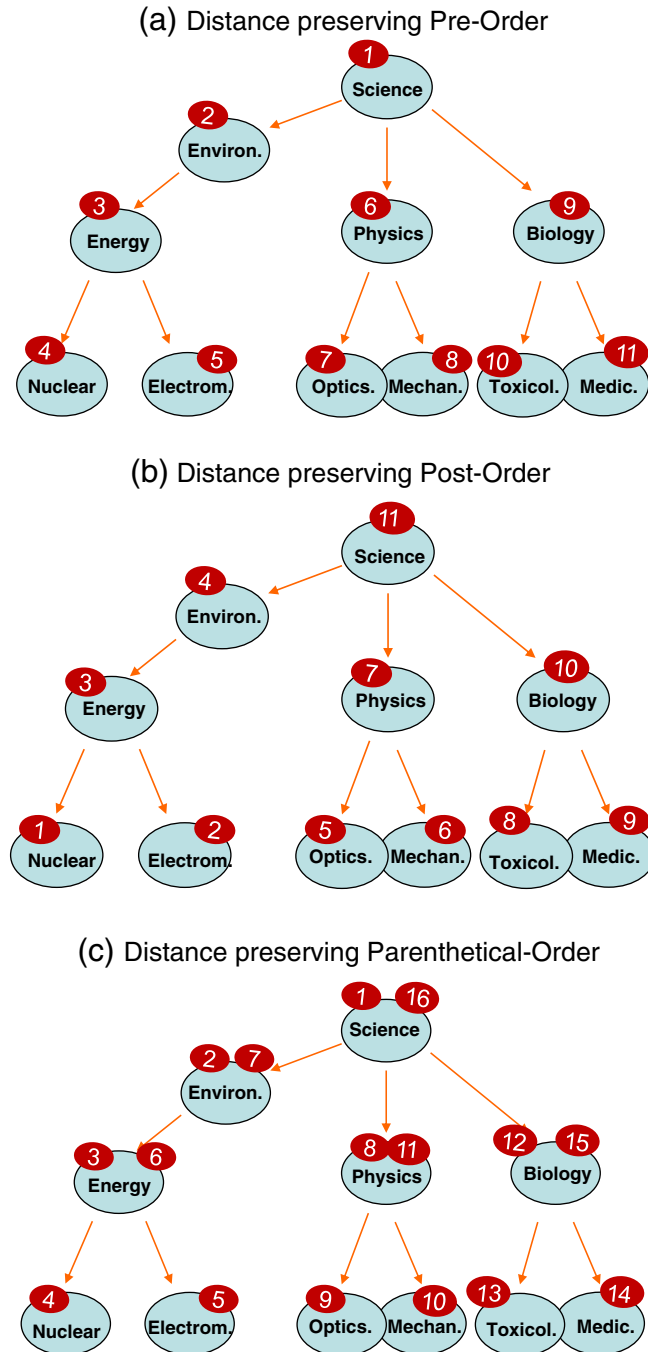 (a) Distance preserving Pre-Order
1
Science
2
Environ.
3
Energy
6
Physics
9
Biology
4
Nuclear
5
Electrom.
7
Optics.
8
Mechan.
10
Toxicol.
11
Medic.
(b) Distance preserving Post-Order
11
Science
4
Environ.
3
Energy
7
Physics
10
Biology
1
Nuclear
2
Electrom.
5
Optics.
6
Mechan.
8
Toxicol.
9
Medic.
(c) Distance preserving Parenthetical-Order
1 16
Science
2 7
Environ.
3 6
Energy
8 11
Physics
12 15
Biology
4
Nuclear
5
Electrom.
9
Optics.
10
Mechan.
13
Toxicol.
14
Medic.